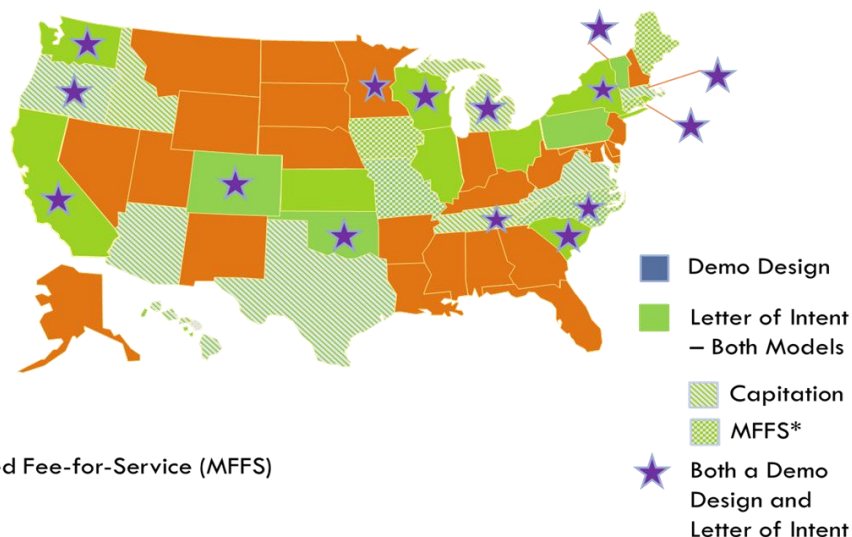 Demo Design
Letter of Intent
– Both Models
Capitation
MFFS*
ed Fee-for-Service (MFFS)
Both a Demo
Design and
Letter of Intent